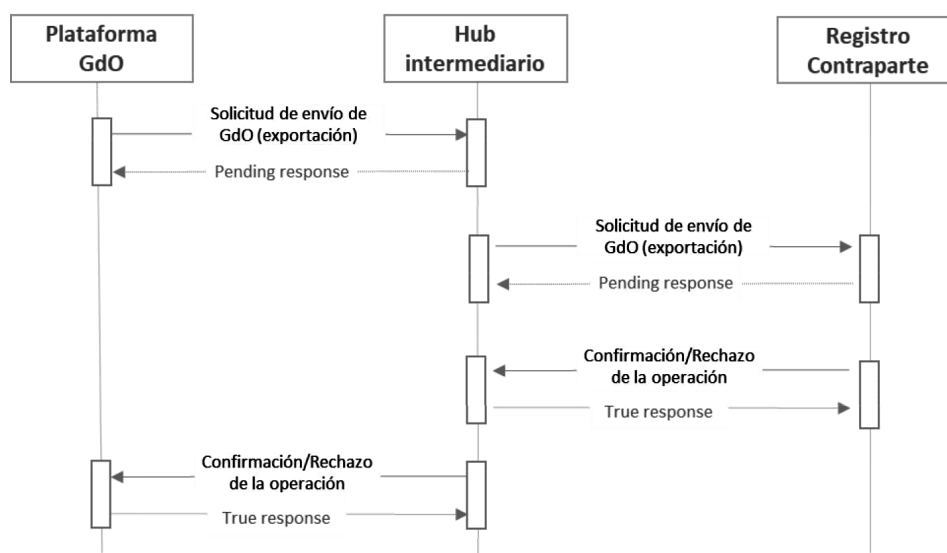 Plataforma
GdO
Hub
intermediario
Registro
Contraparte
Solicitud de envío de
GdO (exportación)
Pending response
Solicitud de envío de
GdO (exportación)
Pending response
Confirmación/Rechazo
de la operación
True response
Confirmación/Rechazo
de la operación
True response